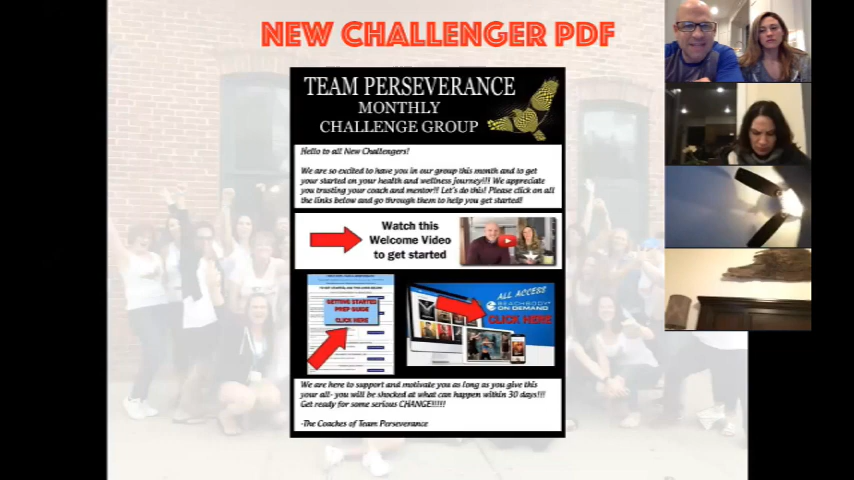 NEW CHALLENGER PDF
TEAM PERSEVERANCE
MONTHLY
CHALLENGE GROUP
Hello to all New Challengers!
We are so excited to have you in our group this month and to get
your started on your health and wellness journey!!! We appreciate
you trusting your coach and mentor!! Let's do this! Please click on all
the links below and go through them to help you get started!
Watch this
Welcome Video
to get started
GETTING STARTED
PREP GUIDE
CLICK HERE
ALL ACCESS
BEACHBODY
ON DEMAND
CLICK HERE
We are here to support and motivate you as long as you give this
your all- you will be shocked at what can happen within 30 days!!!
Get ready for some serious CHANGE!!!!!
-The Coaches of Team Perseverance